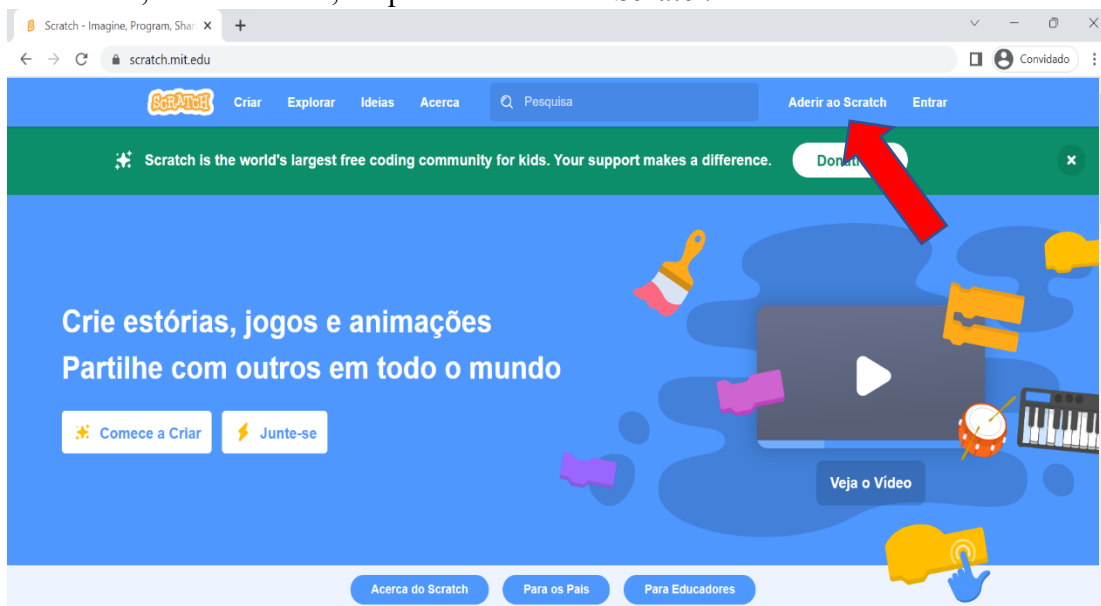 Scratch - Imagine, Program, Shar
scratch.mit.edu
Convidado
SCRATCH Criar Explorar Ideias Acerca Pesquisa Aderir ao Scratch Entrar
Scratch is the world's largest free coding community for kids. Your support makes a difference.
Crie estórias, jogos e animações
Partilhe com outros em todo o mundo
Comece a Criar Junte-se
Veja o Vídeo
Acerca do Scratch Para os Pais Para Educadores